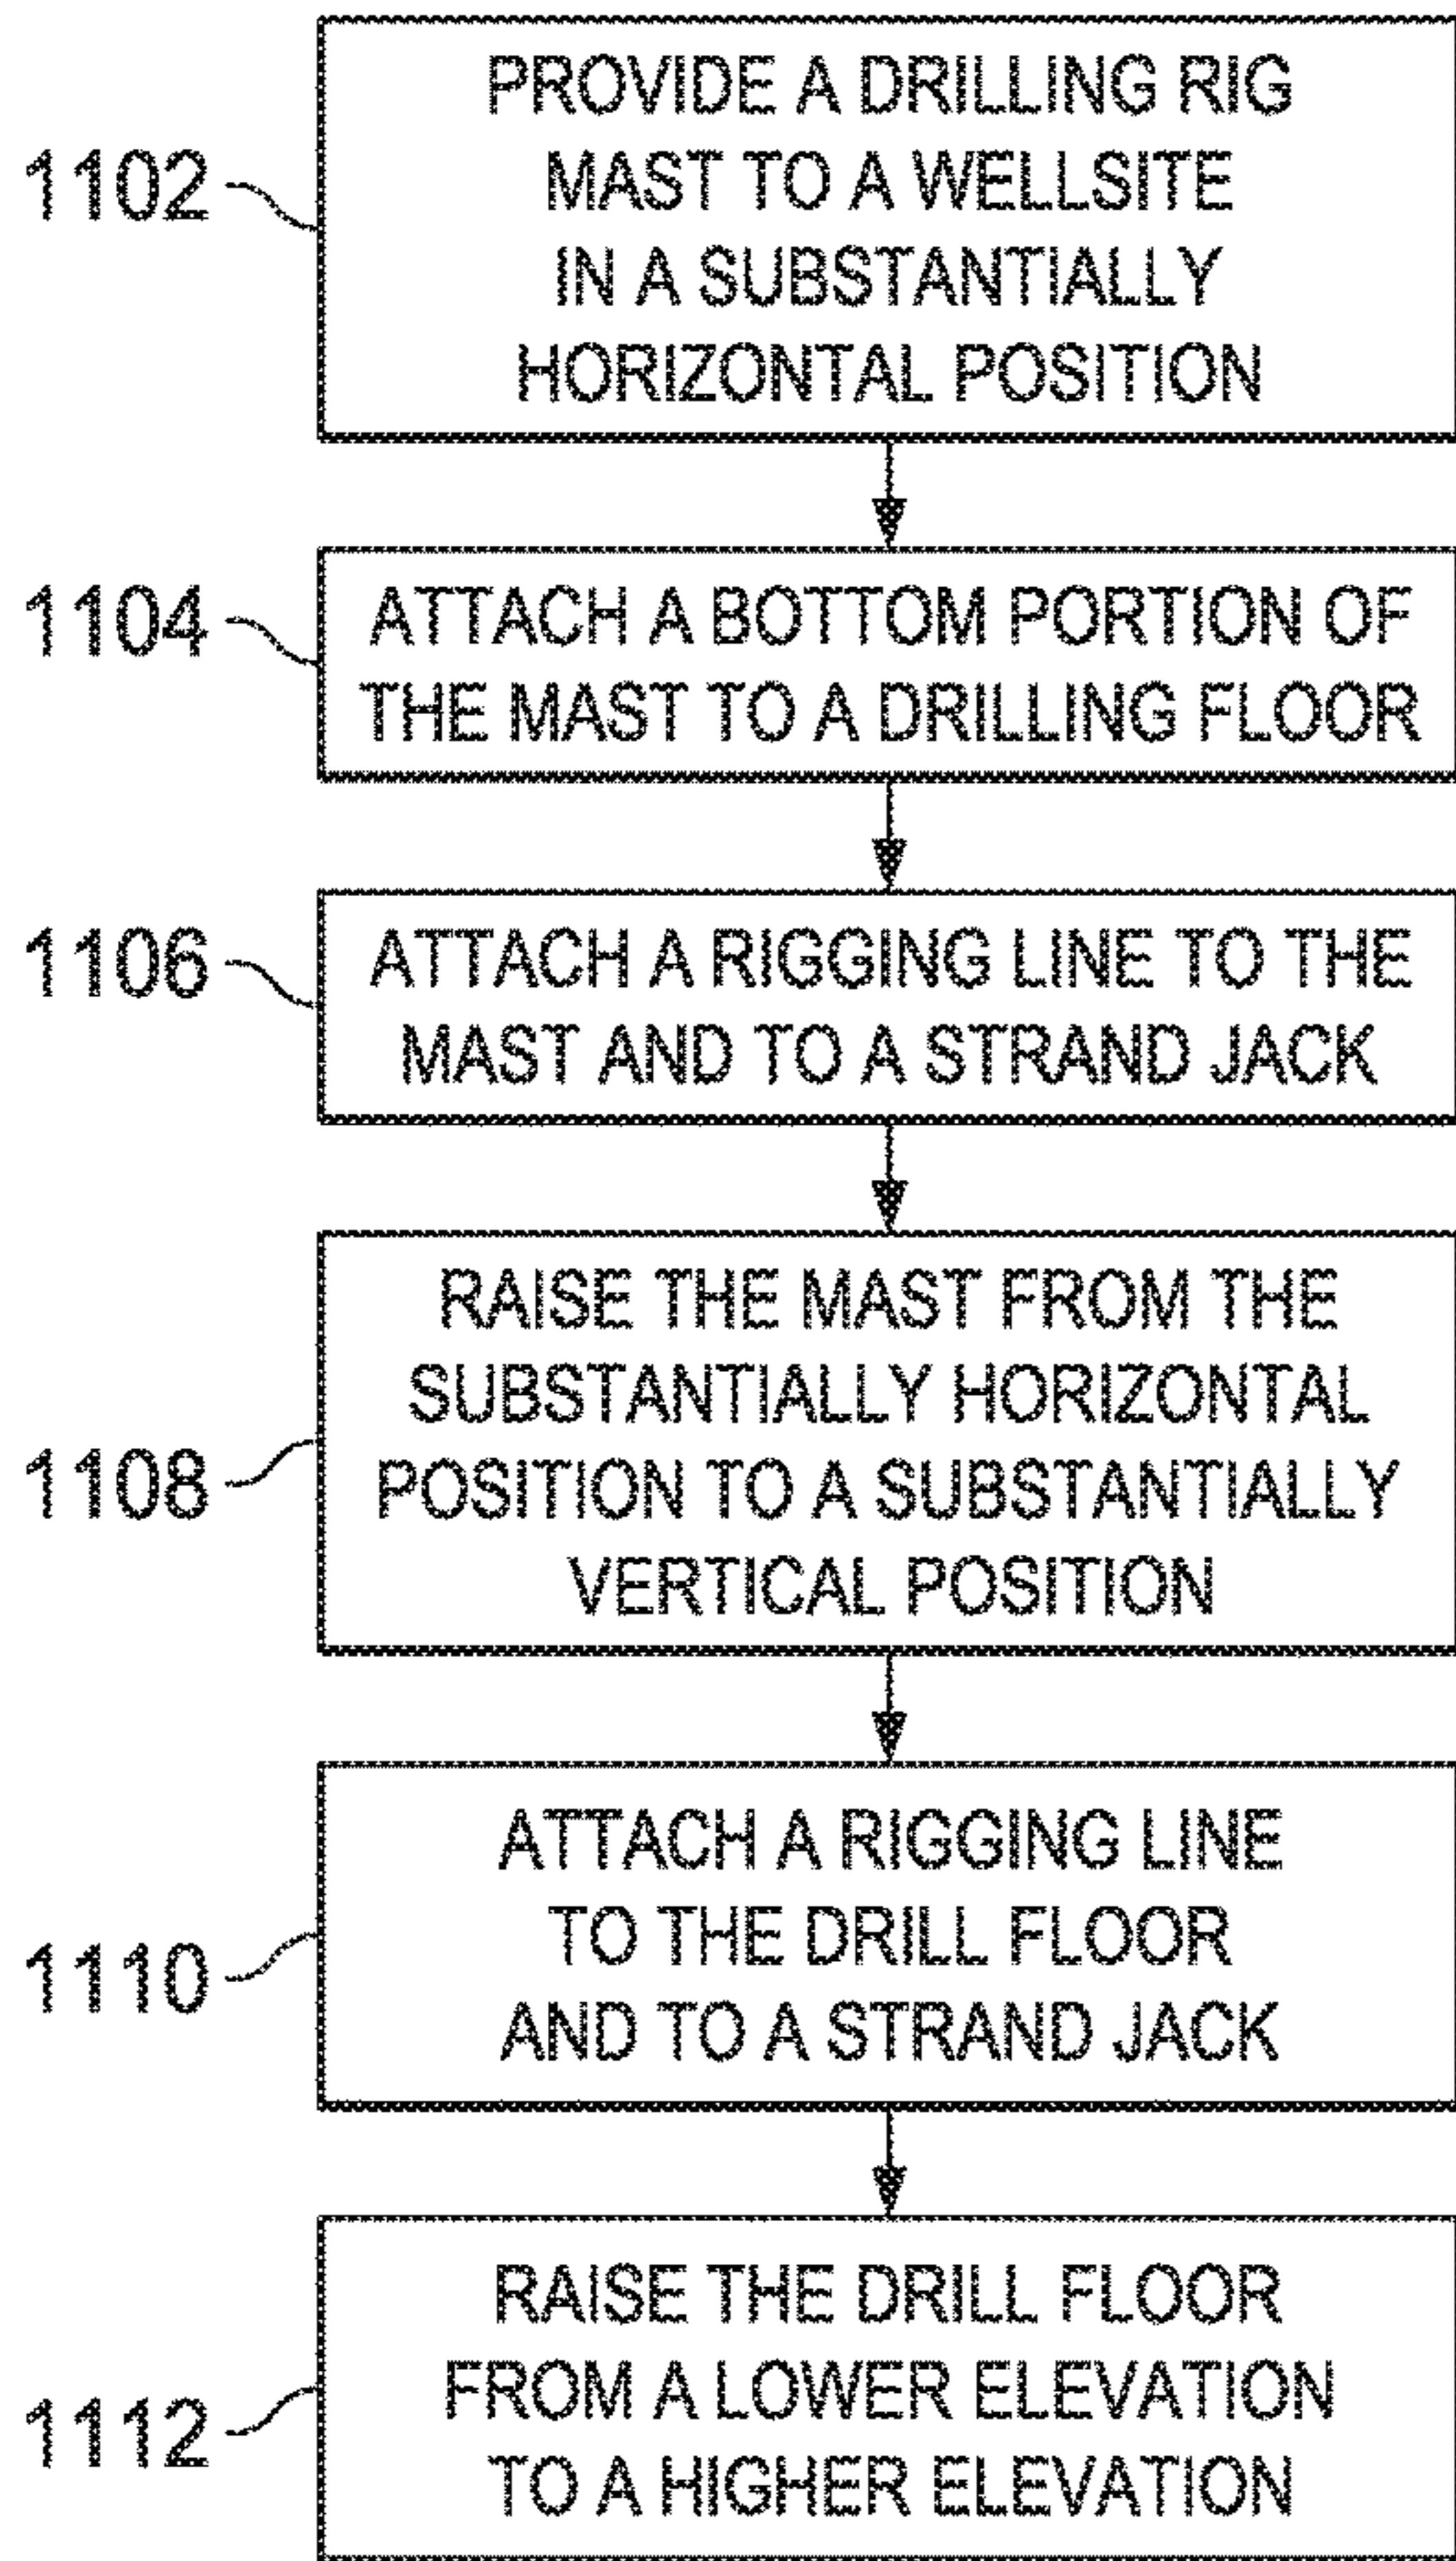 PROVIDE A DRILLING RIG
1102
MAST TO A WELLSITE
IN A SUBSTANTIALLY
HORIZONTAL POSITION
1104
ATTACH A BOTTOM PORTION OF
THE MAST TO A DRILLING FLOOR
1106
ATTACH A RIGGING LINE TO THE
MAST AND TO A STRAND JACK
RAISE THE MAST FROM THE
SUBSTANTIALLY HORIZONTAL
1108
POSITION TO A SUBSTANTIALLY
VERTICAL POSITION
ATTACH A RIGGING LINE
TO THE DRILL FLOOR
1110
AND TO A STRAND JACK
RAISE THE DRILL FLOOR
FROM A LOWER ELEVATION
1112
TO A HIGHER ELEVATION